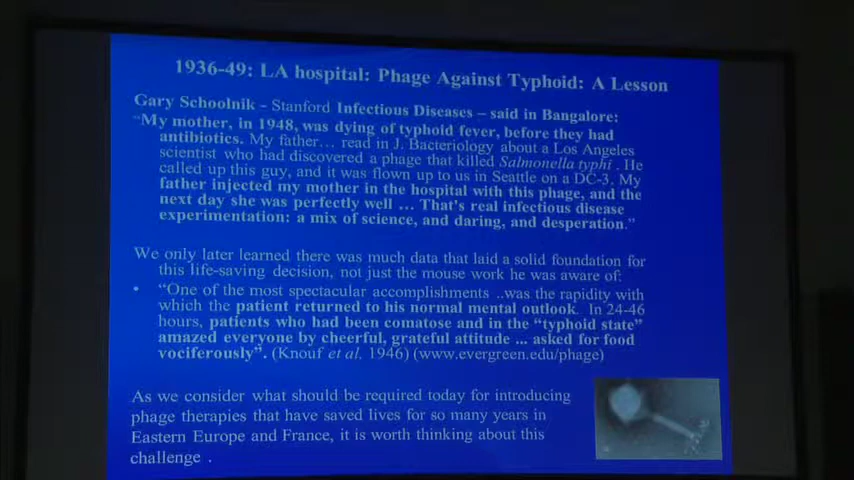 1936-49: LA hospital: Phage Against Typhoid: A Lesson
Gary Schoolnik - Stanford Infectious Diseases – said in Bangalore:
"My mother, in 1948, was dying of typhoid fever, before they had
antibiotics. My father… read in J. Bacteriology about a Los Angeles
scientist who had discovered a phage that killed Salmonella typhi . He
called up this guy, and it was flown up to us in Seattle on a DC-3. My
father injected my mother in the hospital with this phage, and the
next day she was perfectly well … That's real infectious disease
experimentation: a mix of science, and daring, and desperation."
We only later learned there was much data that laid a solid foundation for
this life-saving decision, not just the mouse work he was aware of:
• "One of the most spectacular accomplishments ..was the rapidity with
which the patient returned to his normal mental outlook. In 24-46
hours, patients who had been comatose and in the "typhoid state"
amazed everyone by cheerful, grateful attitude ... asked for food
vociferously". (Knouf et al. 1946) (www.evergreen.edu/phage)
As we consider what should be required today for introducing
phage therapies that have saved lives for so many years in
Eastern Europe and France, it is worth thinking about this
challenge .